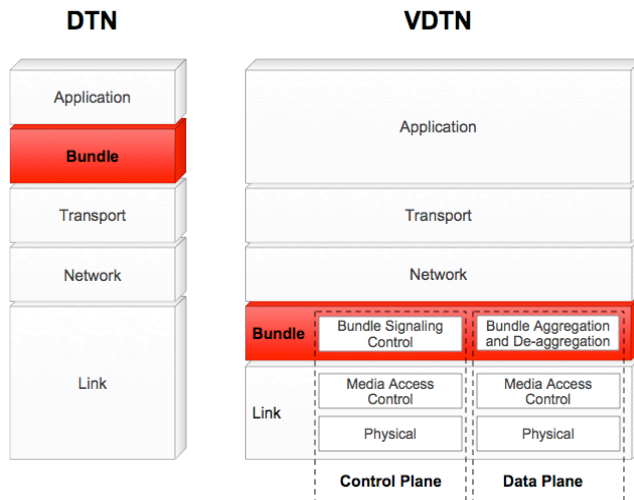 DTN
Application
Bundle
Transport
Network
Link
VDTN
Application
Transport
Network
Bundle
Bundle Signaling
Control
Bundle Aggregation
and De-aggregation
Link
Media Access
Control
Media Access
Control
Physical
Physical
Control Plane
Data Plane